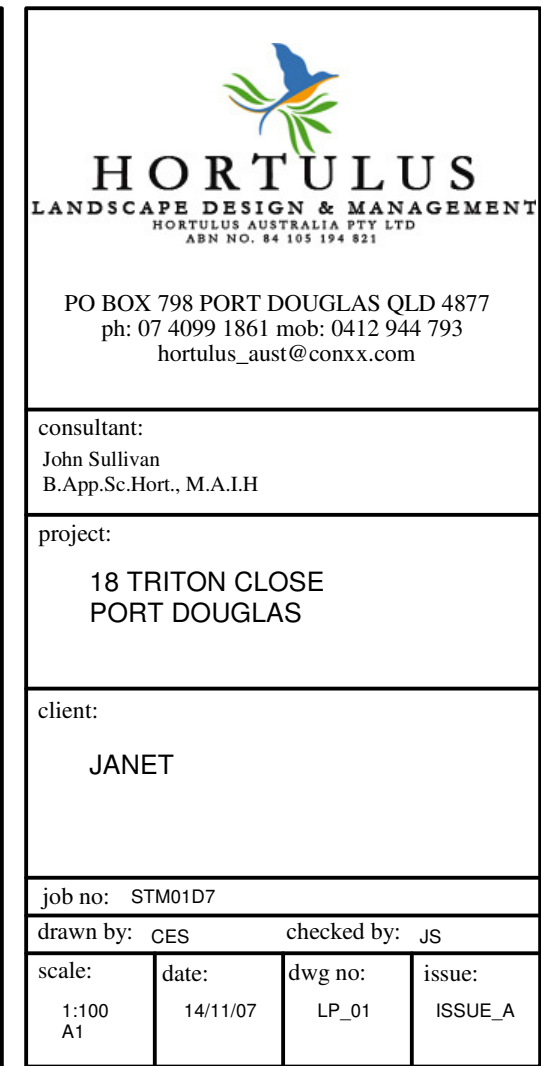 HORTULUS
LANDSCAPE DESIGN & MANAGEMENT
HORTULUS AUSTRALIA PTY LTD
ABN NO. 84 105 194 821
PO BOX 798 PORT DOUGLAS QLD 4877
ph: 07 4099 1861 mob: 0412 944 793
hortulus_aust@conxx.com
consultant:
John Sullivan
B.App.Sc.Hort., M.A.I.H
project:
18 TRITON CLOSE
PORT DOUGLAS
client:
JANET
job no: STM01D7
drawn by: CES checked by: JS
scale: date: dwg no: issue:
1:100 14/11/07 LP_01 ISSUE_A
A1